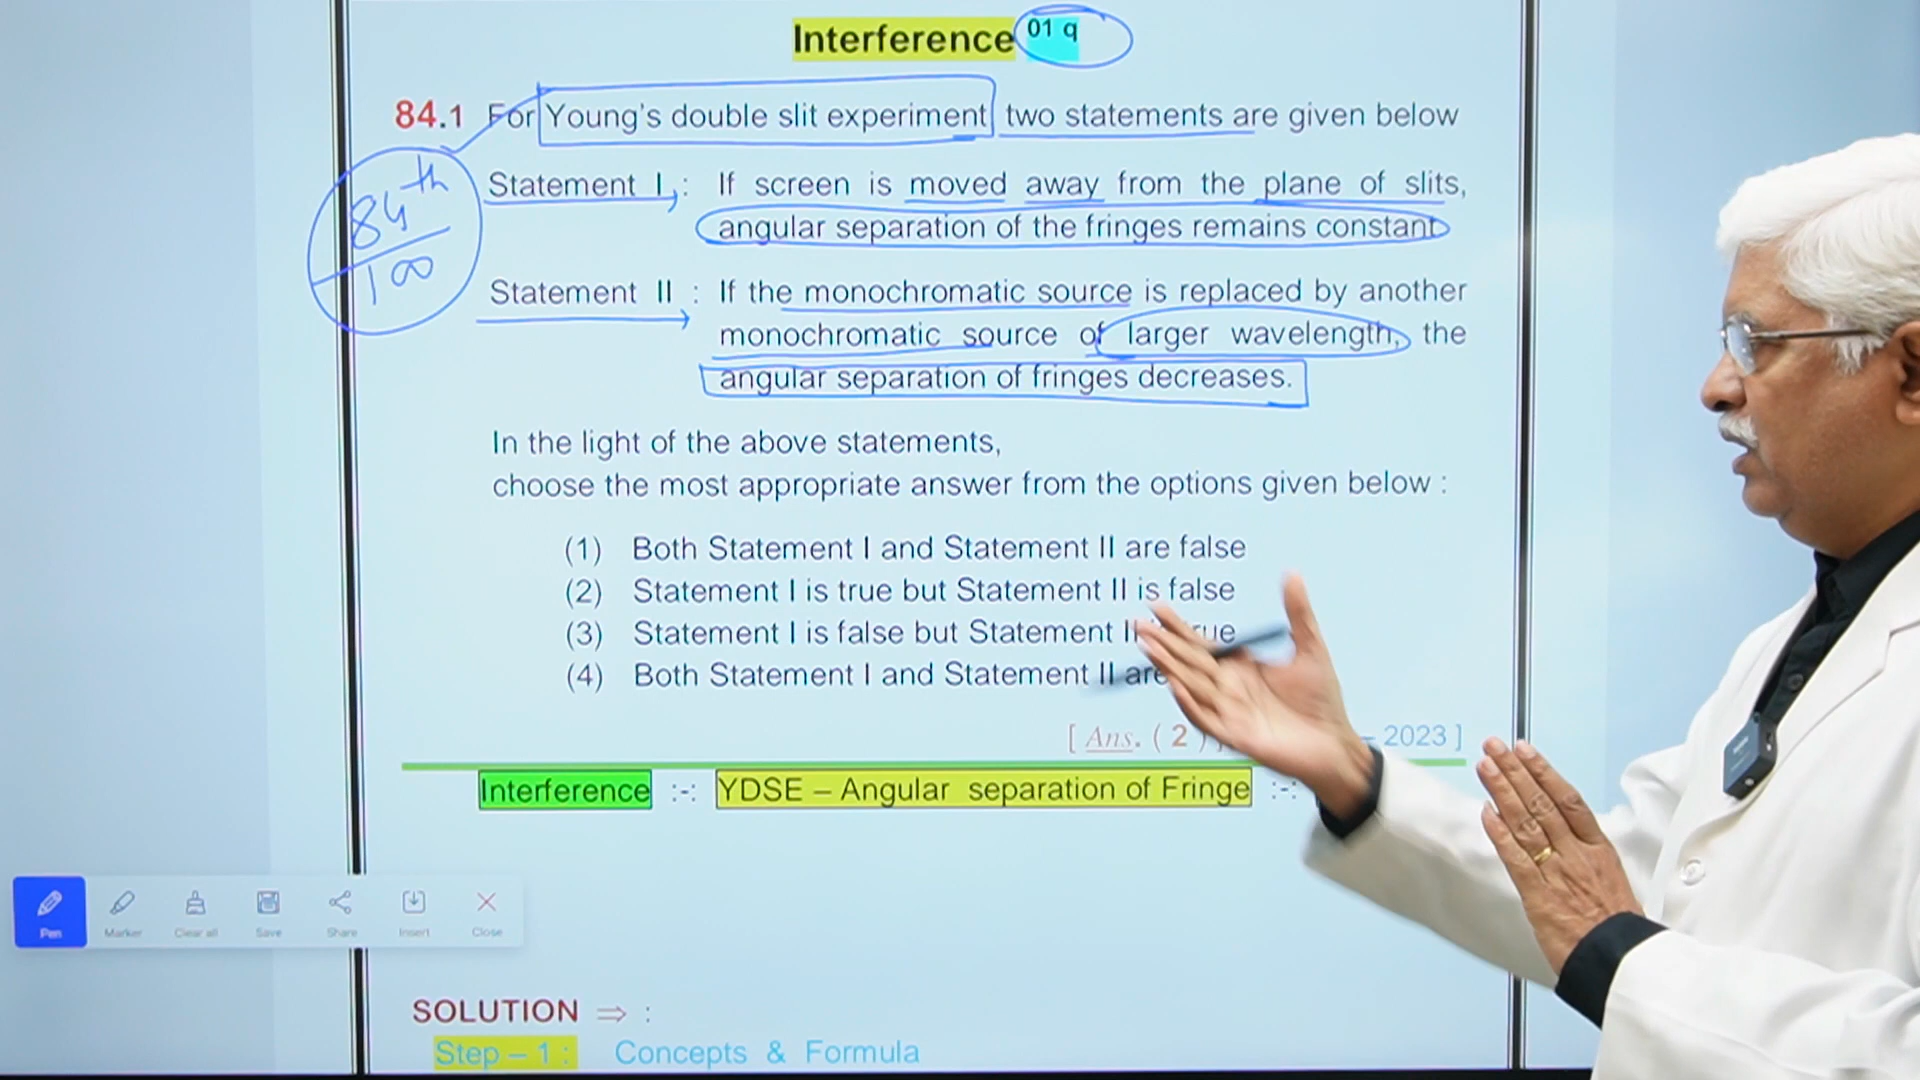 Interference 01 q
84.1 For Young's double slit experiment two statements are given below
84th
100
Statement I : If screen is moved away from the plane of slits,
angular separation of the fringes remains constant
Statement II : If the monochromatic source is replaced by another
monochromatic source of larger wavelength, the
angular separation of fringes decreases.
In the light of the above statements,
choose the most appropriate answer from the options given below :
(1) Both Statement I and Statement II are false
(2) Statement I is true but Statement II is false
(3) Statement I is false but Statement
(4) Both Statement I and Statement II are
[ Ans. ( 2 ) – 2023 ]
Interference :-: YDSE – Angular separation of Fringe :-:
Pen Marker Clear all Save Share Insert Close
SOLUTION ⇒ :
Step – 1 : Concepts & Formula